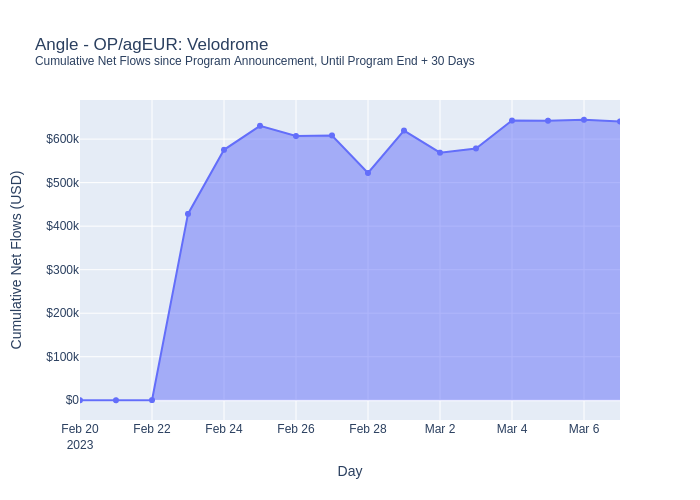 Angle - OP/agEUR: Velodrome
Cumulative Net Flows since Program Announcement, Until Program End + 30 Days
Cumulative Net Flows (USD)
$600k
$500k
$400k
$300k
$200k
$100k
$0
Feb 20 Feb 22 Feb 24 Feb 26 Feb 28 Mar 2 Mar 4 Mar 6
2023
Day